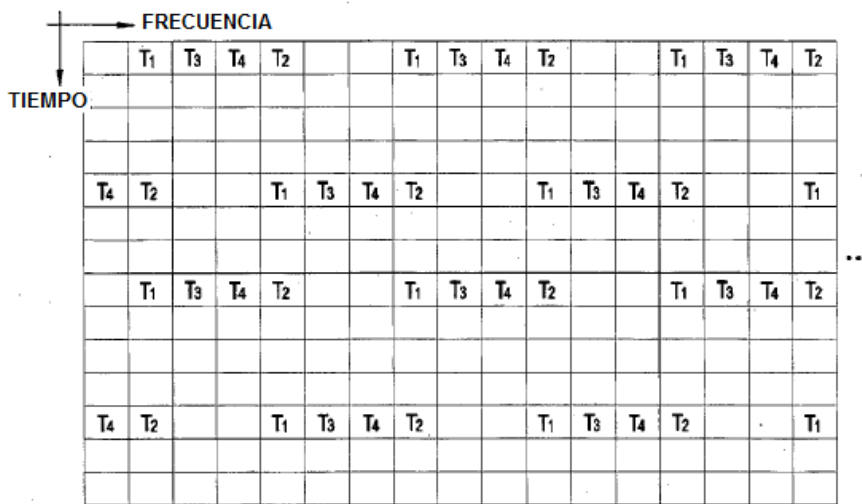 FRECUENCIA
T1 T3 T4 T2 T1 T3 T4 T2 T1 T3 T4 T2
TIEMPO
T4 T2 T1 T3 T4 T2 T1 T3 T4 T2 T1
..
T1 T3 T4 T2 T1 T3 T4 T2 T1 T3 T4 T2
T4 T2 T1 T3 T4 T2 T1 T3 T4 T2 T1